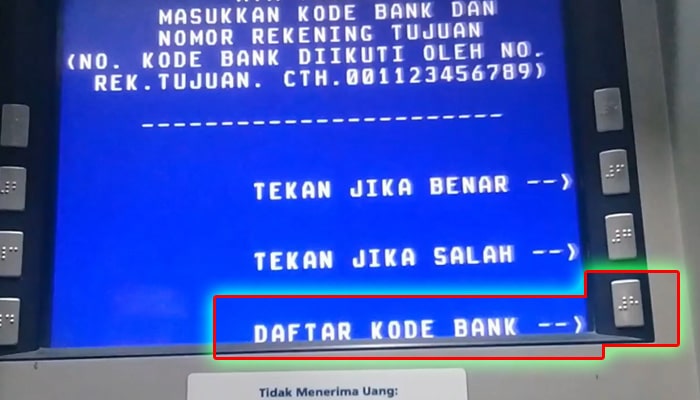 MASUKKAN KODE BANK DAN
NOMOR REKENING TUJUAN
(NO. KODE BANK DIIKUTI OLEH NO.
REK.TUJUAN. CTH.001123456789)
------------------------
TEKAN JIKA BENAR --)
TEKAN JIKA SALAH --)
DAFTAR KODE BANK --)
Tidak Menerima Uang: